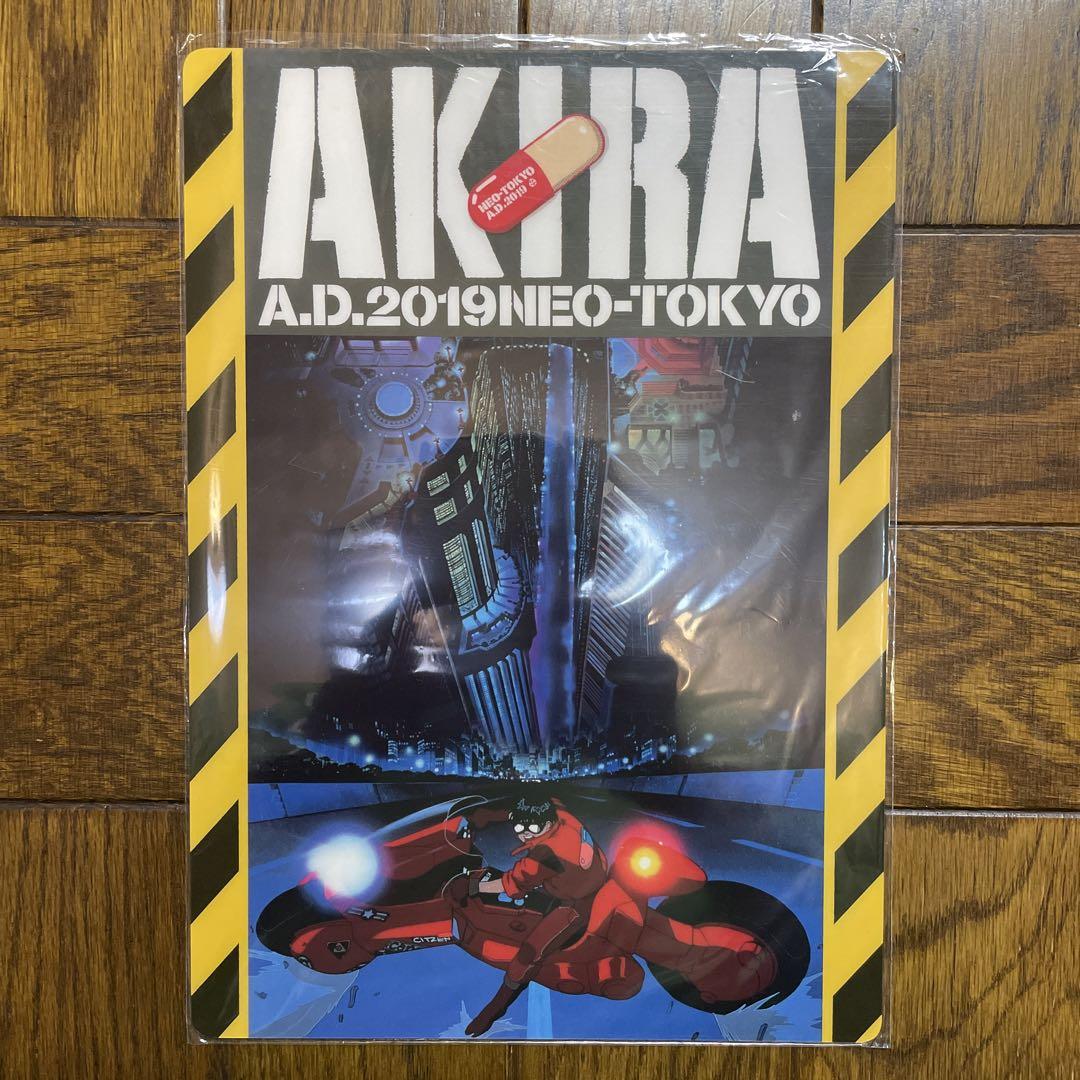 AKIRA
NEO-TOKYO
A.D.2019
A.D.2019NEO-TOKYO
CITIZEN